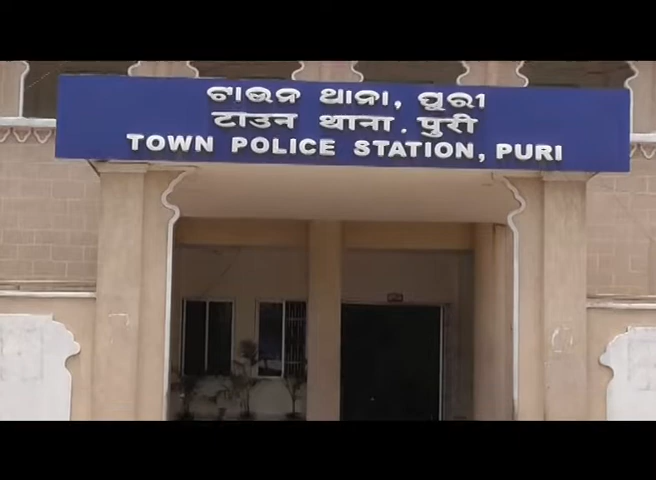 ଟାଉନ ଥାନା, ପୁରୀ
टाउन थाना . पुरी
TOWN POLICE STATION, PURI